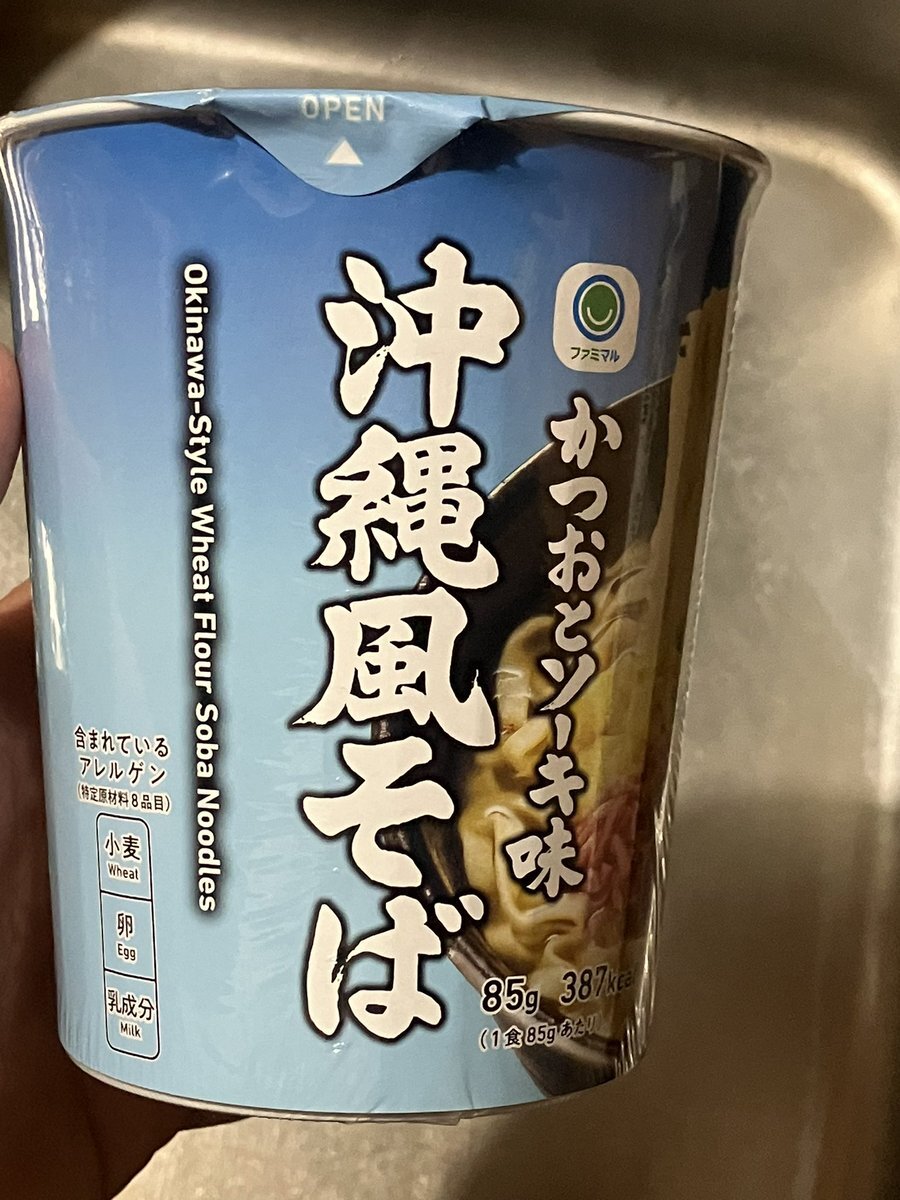 OPEN
ファミマル
かつおとソーキ味
沖縄風そば
Okinawa-Style Wheat Flour Soba Noodles
含まれている
アレルゲン
(特定原材料8品目)
小麦
Wheat
卵
Egg
乳成分
Milk
85g 387kcal
(1食85gあたり